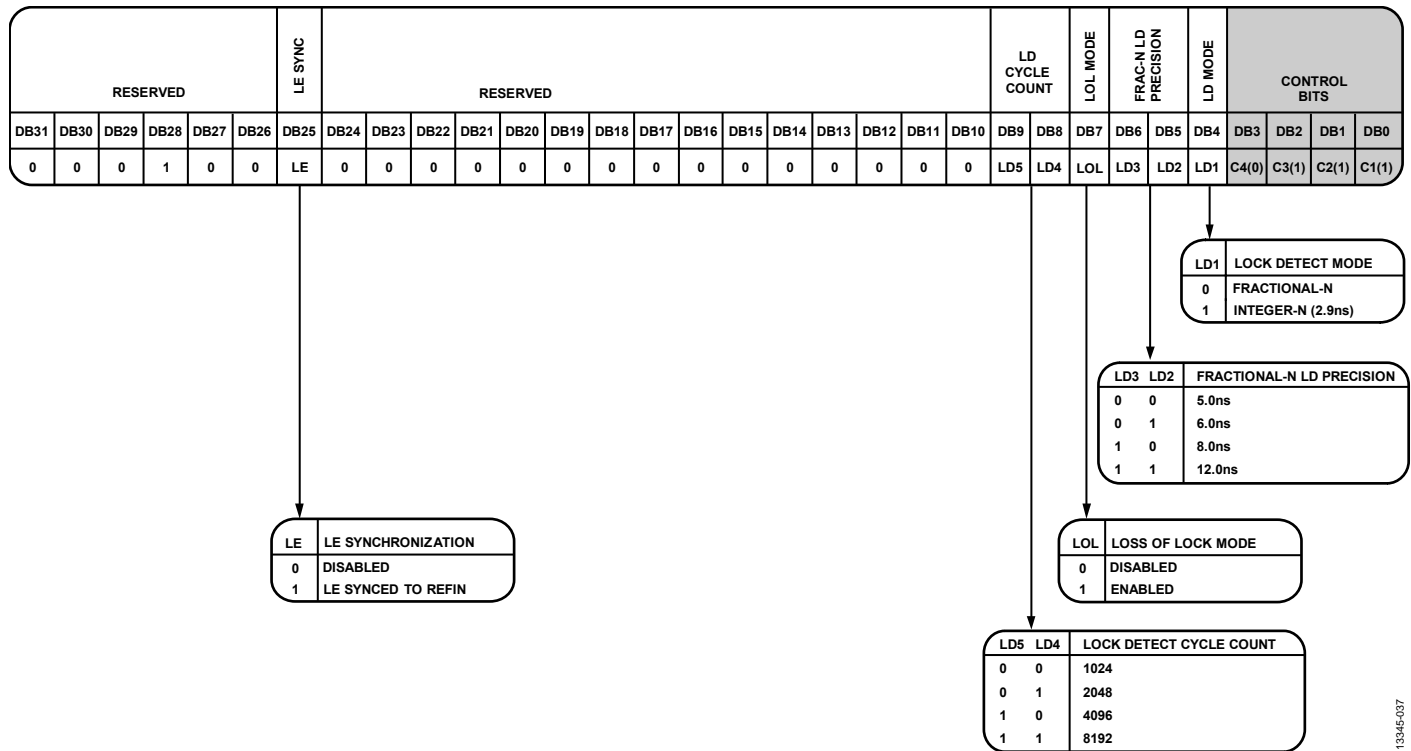 RESERVED
LE SYNC
RESERVED
LD
CYCLE
COUNT
LOL MODE
FRAC-N LD
PRECISION
LD MODE
CONTROL
BITS
DB31 DB30 DB29 DB28 DB27 DB26 DB25 DB24 DB23 DB22 DB21 DB20 DB19 DB18 DB17 DB16 DB15 DB14 DB13 DB12 DB11 DB10 DB9 DB8 DB7 DB6 DB5 DB4 DB3 DB2 DB1 DB0
0 0 0 1 0 0 LE 0 0 0 0 0 0 0 0 0 0 0 0 0 0 0 LD5 LD4 LOL LD3 LD2 LD1 C4(0) C3(1) C2(1) C1(1)
LD1 LOCK DETECT MODE
0 FRACTIONAL-N
1 INTEGER-N (2.9ns)
LD3 LD2 FRACTIONAL-N LD PRECISION
0 0 5.0ns
0 1 6.0ns
1 0 8.0ns
1 1 12.0ns
LE LE SYNCHRONIZATION
0 DISABLED
1 LE SYNCED TO REFIN
LOL LOSS OF LOCK MODE
0 DISABLED
1 ENABLED
LD5 LD4 LOCK DETECT CYCLE COUNT
0 0 1024
0 1 2048
1 0 4096
1 1 8192
13345-037